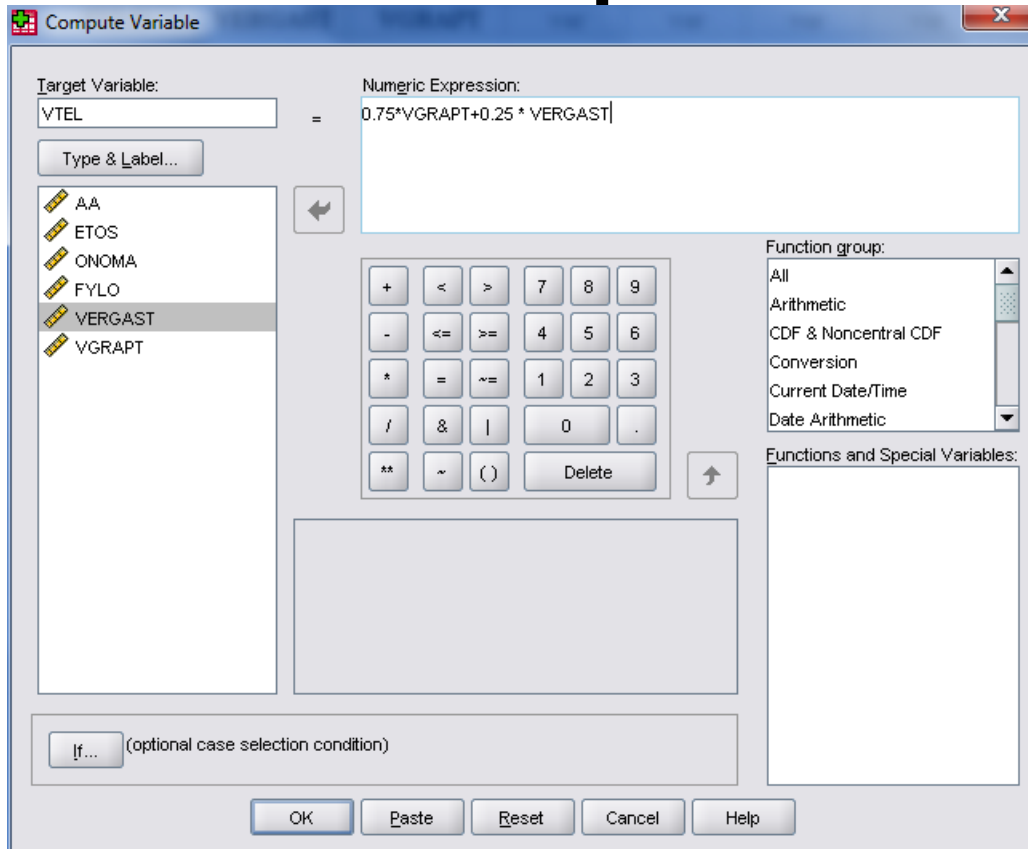 Compute Variable
Target Variable:
VTEL
=
Numeric Expression:
0.75*VGRAPT+0.25 * VERGAST
Type & Label...
AA
ETOS
ONOMA
FYLO
VERGAST
VGRAPT
+ < > 7 8 9
- <= >= 4 5 6
* = ~= 1 2 3
/ & | 0 .
** ~ ( ) Delete
Function group:
All
Arithmetic
CDF & Noncentral CDF
Conversion
Current Date/Time
Date Arithmetic
Functions and Special Variables:
If... (optional case selection condition)
OK Paste Reset Cancel Help